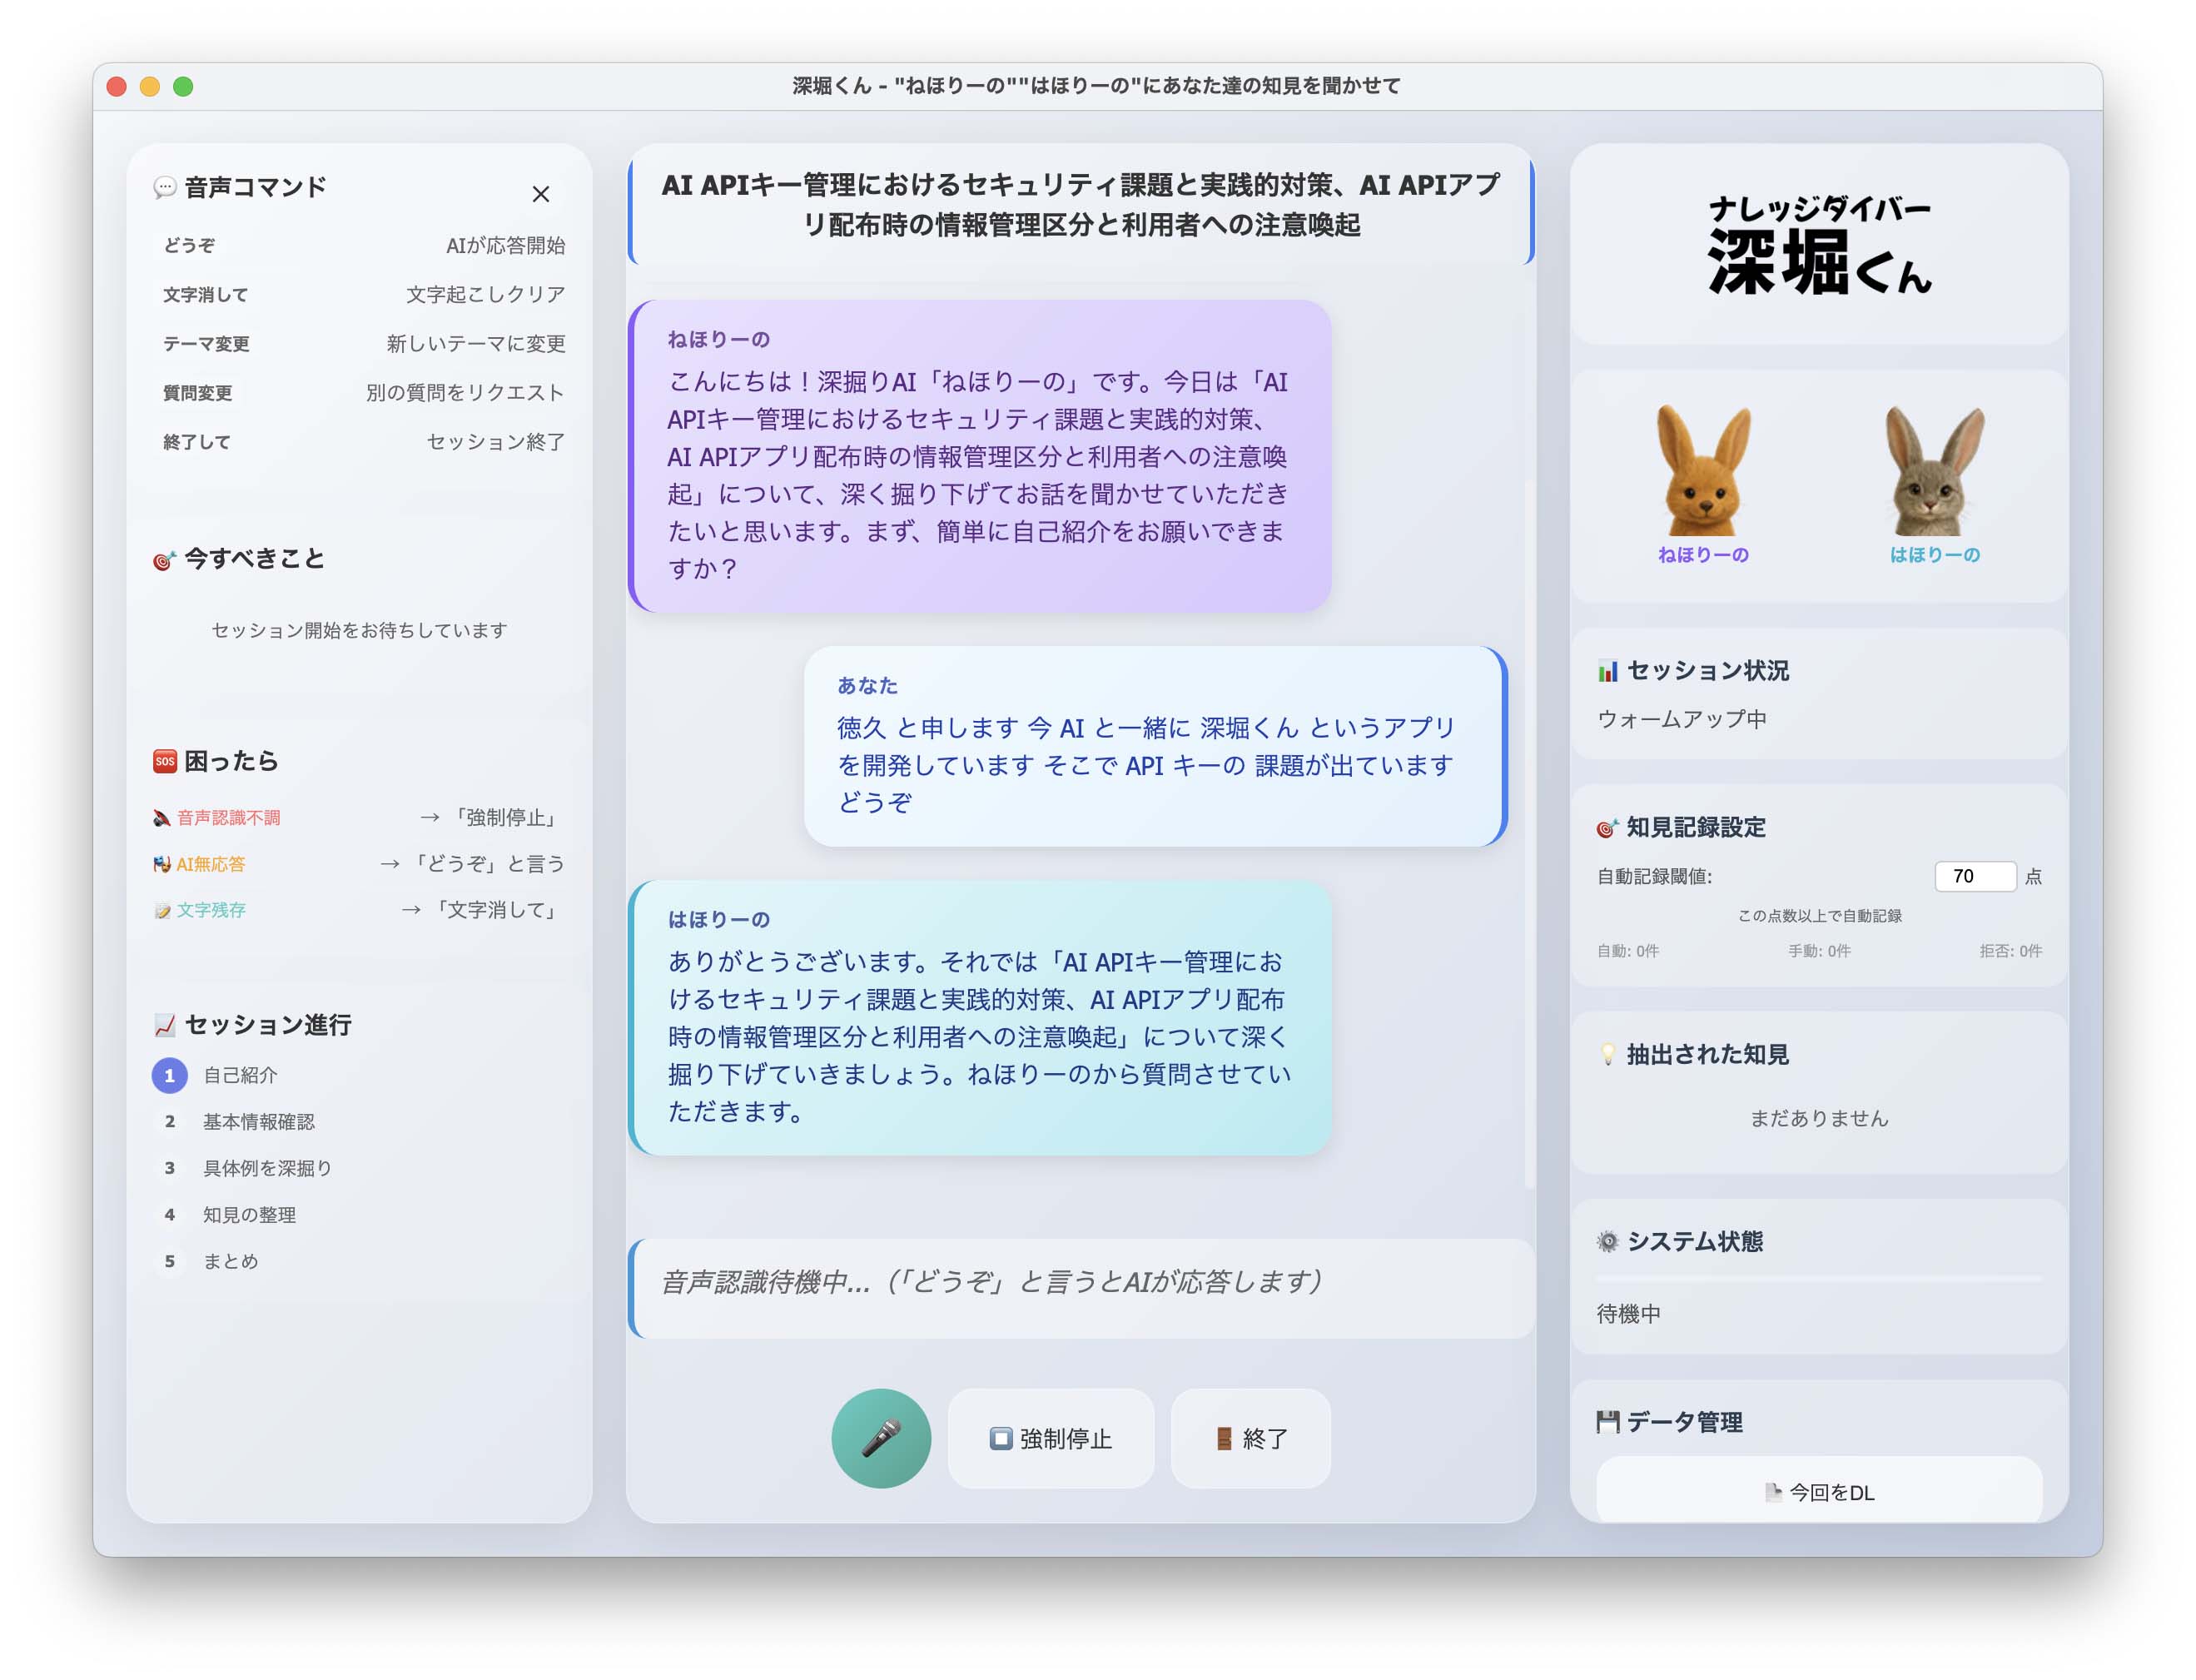 深堀くん - "ねほりーの""はほりーの"にあなた達の知見を聞かせて
音声コマンド
どうぞ AIが応答開始
文字消して 文字起こしクリア
テーマ変更 新しいテーマに変更
質問変更 別の質問をリクエスト
終了して セッション終了
今すべきこと
セッション開始をお待ちしています
SOS 困ったら
音声認識不調 → 「強制停止」
AI無応答 → 「どうぞ」と言う
文字残存 → 「文字消して」
セッション進行
1 自己紹介
2 基本情報確認
3 具体例を深掘り
4 知見の整理
5 まとめ
AI APIキー管理におけるセキュリティ課題と実践的対策、AI APIアプ
リ配布時の情報管理区分と利用者への注意喚起
ねほりーの
こんにちは！深掘りAI「ねほりーの」です。今日は「AI
APIキー管理におけるセキュリティ課題と実践的対策、
AI APIアプリ配布時の情報管理区分と利用者への注意喚
起」について、深く掘り下げてお話を聞かせていただき
たいと思います。まず、簡単に自己紹介をお願いできま
すか？
あなた
徳久 と申します 今 AI と一緒に 深堀くん というアプリ
を開発しています そこで API キーの 課題が出ています
どうぞ
はほりーの
ありがとうございます。それでは「AI APIキー管理にお
けるセキュリティ課題と実践的対策、AI APIアプリ配布
時の情報管理区分と利用者への注意喚起」について深く
掘り下げていきましょう。ねほりーのから質問させてい
ただきます。
音声認識待機中...（「どうぞ」と言うとAIが応答します）
強制停止
終了
ナレッジダイバー
深堀くん
ねほりーの はほりーの
セッション状況
ウォームアップ中
知見記録設定
自動記録閾値: 70 点
この点数以上で自動記録
自動: 0件 手動: 0件 拒否: 0件
抽出された知見
まだありません
システム状態
待機中
データ管理
今回をDL